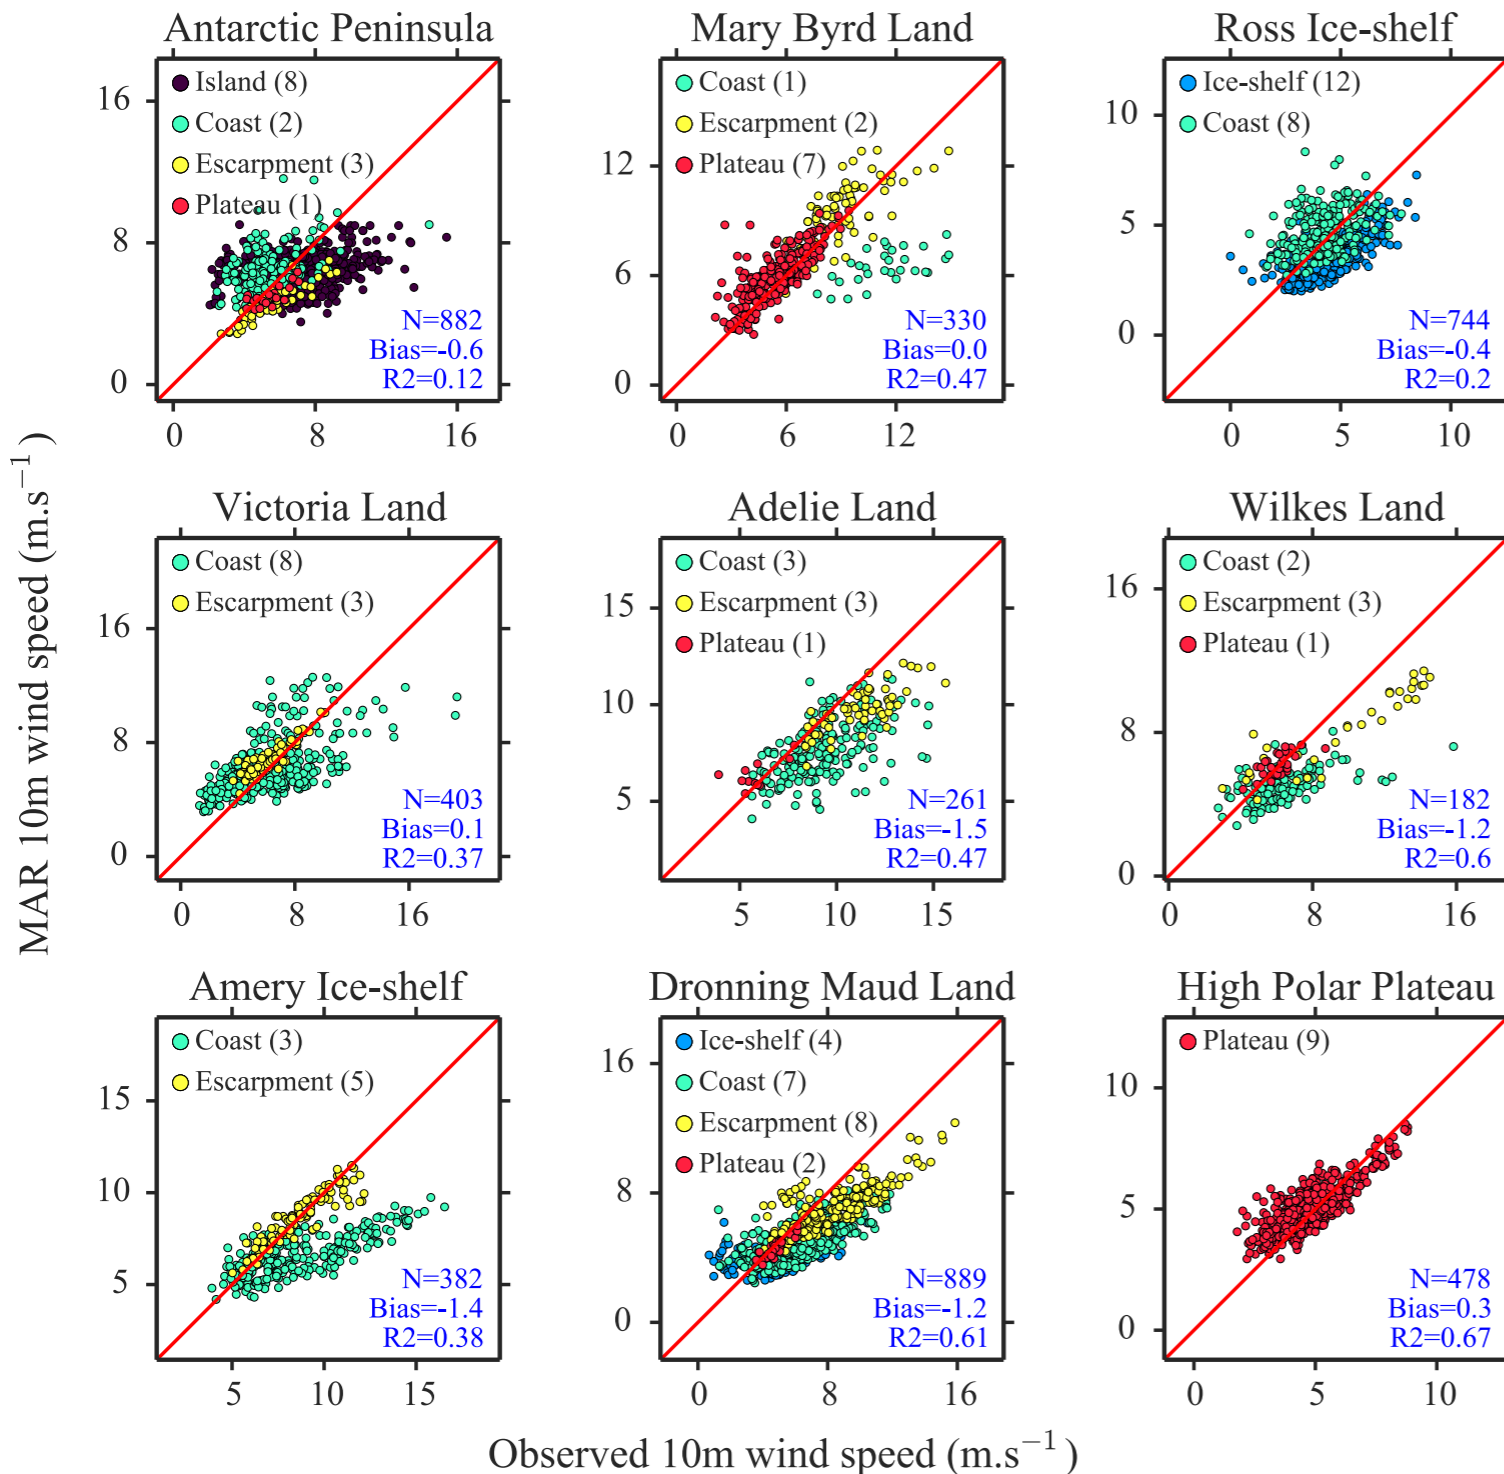 Antarctic Peninsula
Island (8)
Coast (2)
Escarpment (3)
Plateau (1)
16
8
0
N=882
Bias=-0.6
R2=0.12
0 8 16
Mary Byrd Land
Coast (1)
Escarpment (2)
Plateau (7)
12
6
0
N=330
Bias=0.0
R2=0.47
0 6 12
Ross Ice-shelf
Ice-shelf (12)
Coast (8)
10
5
0
N=744
Bias=-0.4
R2=0.2
0 5 10
MAR 10m wind speed (m.s⁻¹)
Victoria Land
Coast (8)
Escarpment (3)
16
8
0
N=403
Bias=0.1
R2=0.37
0 8 16
Adelie Land
Coast (3)
Escarpment (3)
Plateau (1)
15
10
5
N=261
Bias=-1.5
R2=0.47
5 10 15
Wilkes Land
Coast (2)
Escarpment (3)
Plateau (1)
16
8
0
N=182
Bias=-1.2
R2=0.6
0 8 16
Amery Ice-shelf
Coast (3)
Escarpment (5)
15
10
5
N=382
Bias=-1.4
R2=0.38
5 10 15
Dronning Maud Land
Ice-shelf (4)
Coast (7)
Escarpment (8)
Plateau (2)
16
8
0
N=889
Bias=-1.2
R2=0.61
0 8 16
High Polar Plateau
Plateau (9)
10
5
0
N=478
Bias=0.3
R2=0.67
0 5 10
Observed 10m wind speed (m.s⁻¹)